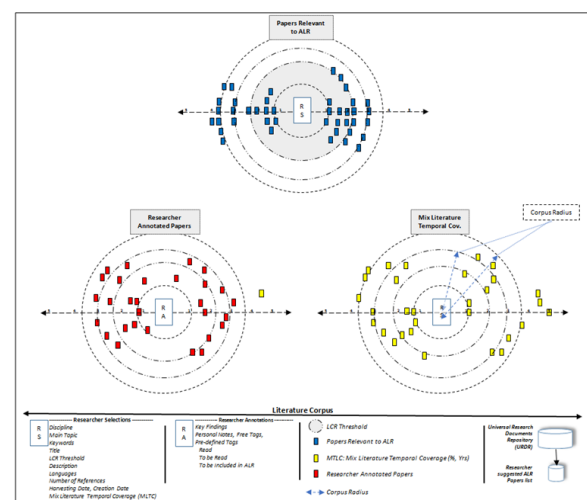 Papers Relevant
to ALR
R
S
Researcher
Annotated Papers
Mix Literature
Temporal Cov.
Corpus Radius
R
A
Literature Corpus
R
S
Researcher Selections
Discipline
Main Topic
Keywords
Title
LCR Threshold
Description
Languages
Number of References
Harvesting Date, Creation Date
Mix Literature Temporal Coverage (MLTC)
R
A
Researcher Annotations
Key Findings
Personal Notes, Free Tags,
Pre-defined Tags
Read
To be Read
To be Included in ALR
LCR Threshold
Papers Relevant to ALR
MTLC: Mix Literature Temporal Coverage (%, Yrs)
Researcher Annotated Papers
Corpus Radius
Universal Research
Documents
Repository
(URDR)
Researcher
suggested ALR
Papers list